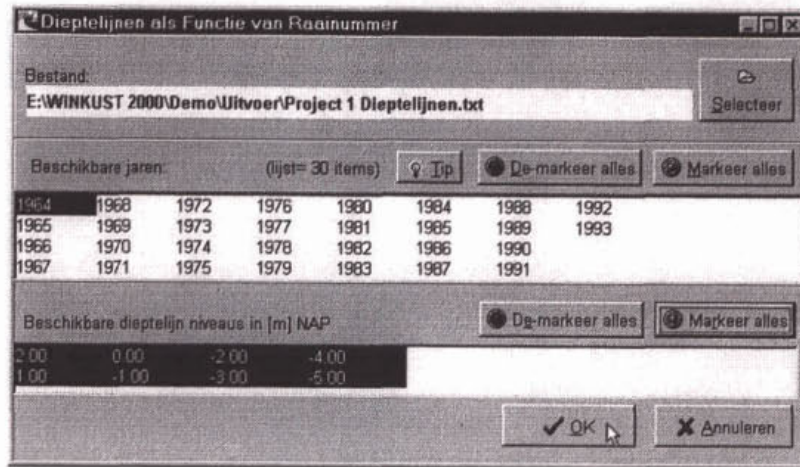 Dieptelijnen als Functie van Raainummer
Bestand:
E:\WINKUST 2000\Demo\Uitvoer\Project 1 Dieptelijnen.txt
Selecteer
Beschikbare jaren: (lijst= 30 items) Tip De-markeer alles Markeer alles
1964 1968 1972 1976 1980 1984 1988 1992
1965 1969 1973 1977 1981 1985 1989 1993
1966 1970 1974 1978 1982 1986 1990
1967 1971 1975 1979 1983 1987 1991
Beschikbare dieptelijn niveaus in [m] NAP De-markeer alles Markeer alles
2.00 0.00 -2.00 -4.00
1.00 -1.00 -3.00 -5.00
OK Annuleren